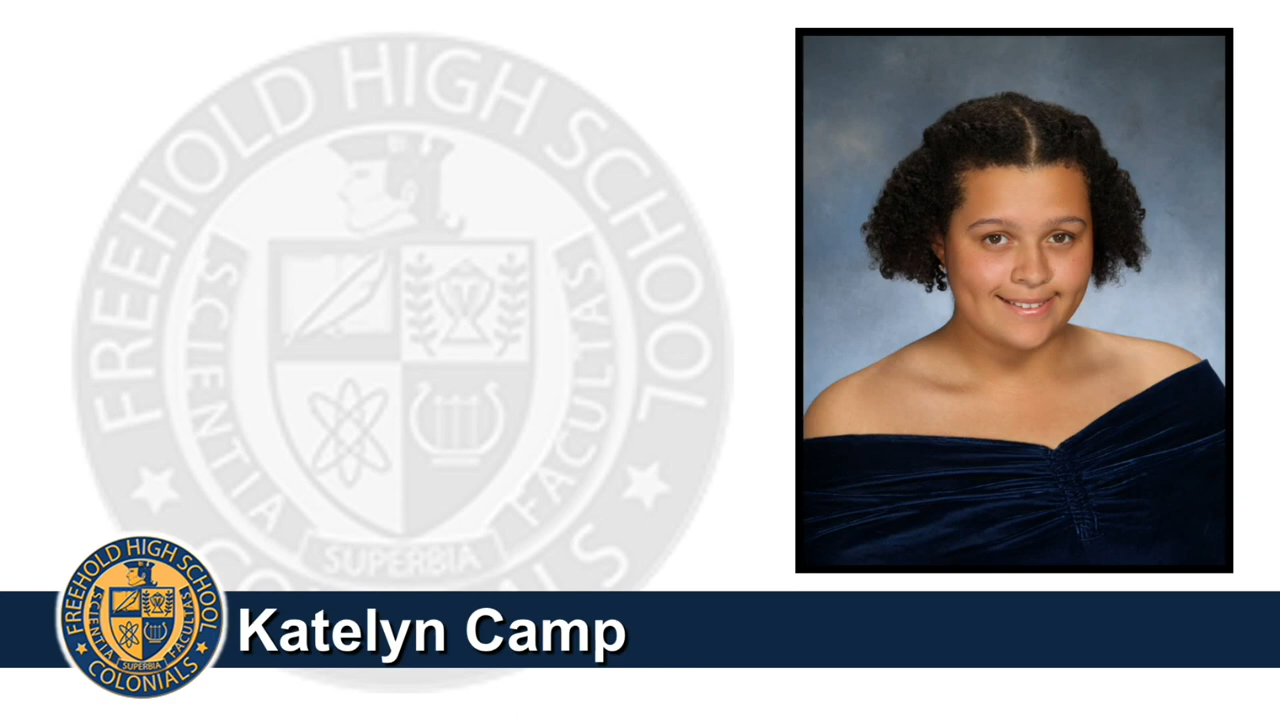 FREEHOLD HIGH SCHOOL
SCIENTIA
FACULTAS
SUPERBIA
COLONIALS
FREEHOLD HIGH SCHOOL
SCIENTIA
FACULTAS
SUPERBIA
COLONIALS
Katelyn Camp